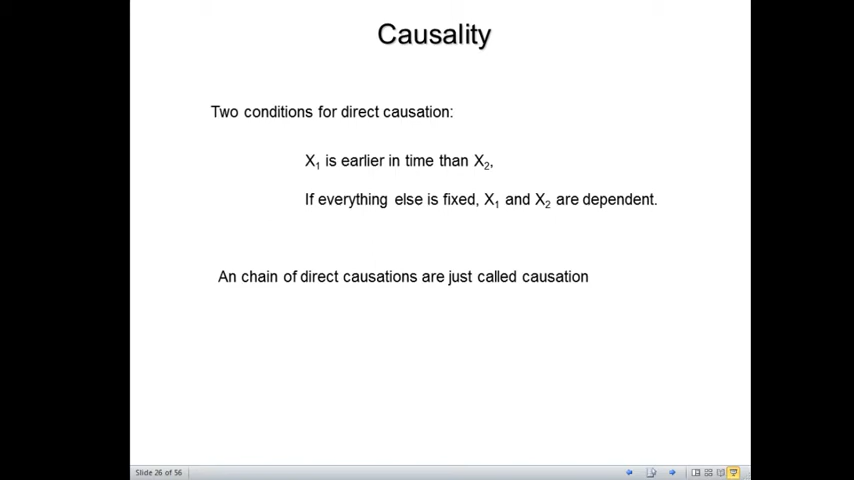 Causality
Two conditions for direct causation:
X₁ is earlier in time than X₂,
If everything else is fixed, X₁ and X₂ are dependent.
An chain of direct causations are just called causation
Slide 26 of 56